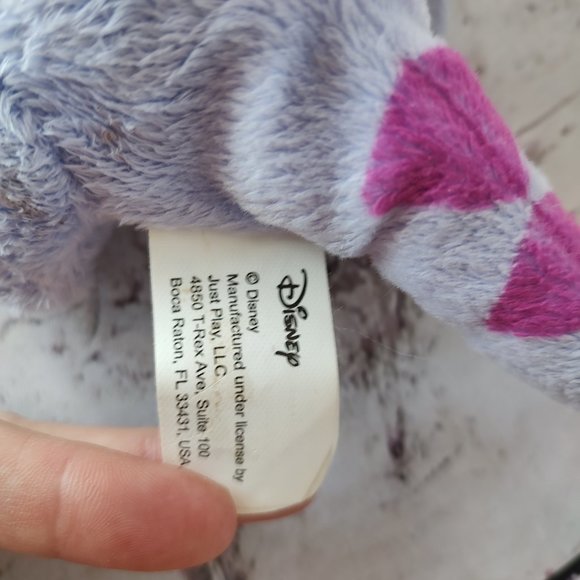 Disney
© Disney
Manufactured under license by
Just Play, LLC
4850 T-Rex Ave, Suite 100
Boca Raton, FL 33431, USA